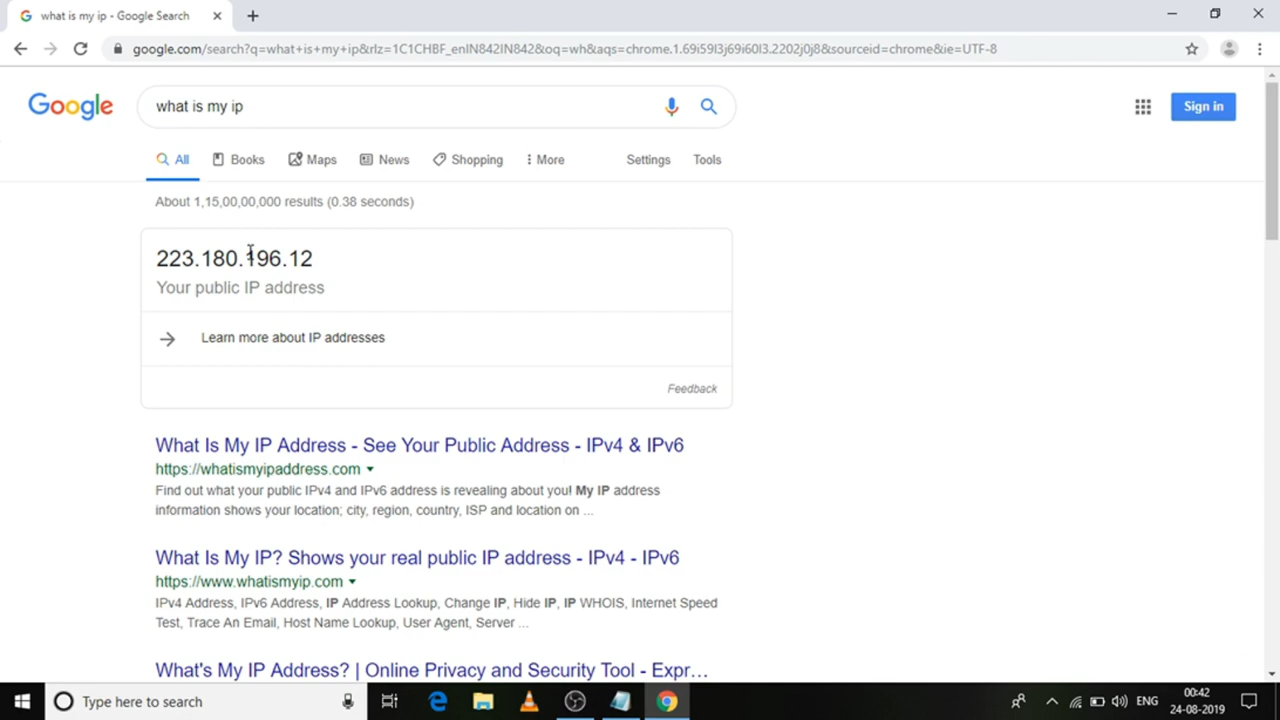 what is my ip - Google Search
google.com/search?q=what+is+my+ip&rlz=1C1CHBF_enIN842IN842&oq=wh&aqs=chrome.1.69i59l3j69i60l3.2202j0j8&sourceid=chrome&ie=UTF-8
Google
what is my ip
Sign in
All Books Maps News Shopping More Settings Tools
About 1,15,00,00,000 results (0.38 seconds)
223.180.196.12
Your public IP address
Learn more about IP addresses
Feedback
What Is My IP Address - See Your Public Address - IPv4 & IPv6
https://whatismyipaddress.com
Find out what your public IPv4 and IPv6 address is revealing about you! My IP address
information shows your location; city, region, country, ISP and location on ...
What Is My IP? Shows your real public IP address - IPv4 - IPv6
https://www.whatismyip.com
IPv4 Address, IPv6 Address, IP Address Lookup, Change IP, Hide IP, IP WHOIS, Internet Speed
Test, Trace An Email, Host Name Lookup, User Agent, Server ...
What's My IP Address? | Online Privacy and Security Tool - Expr...
Type here to search
ENG
00:42
24-08-2019